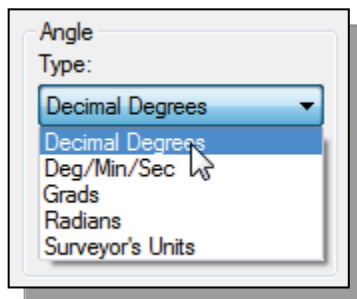 Angle
Type:
Decimal Degrees
Decimal Degrees
Deg/Min/Sec
Grads
Radians
Surveyor's Units